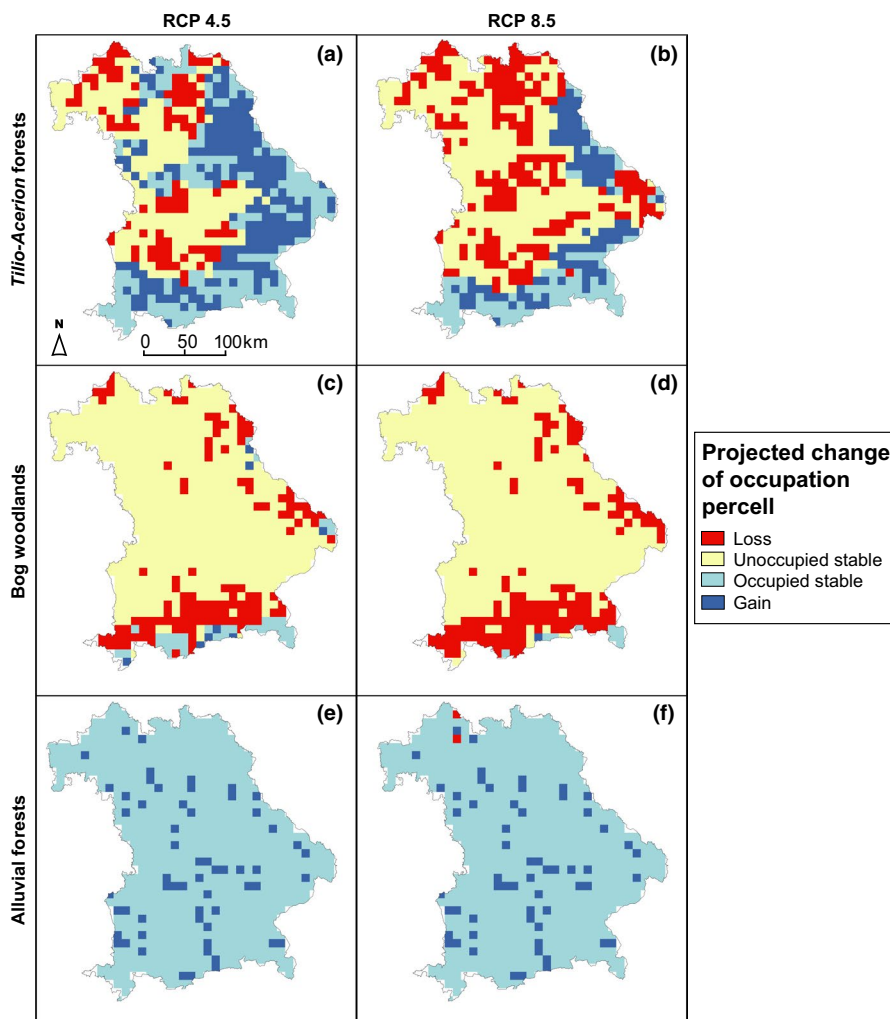 RCP 4.5
RCP 8.5
Tilio-Acerion forests
(a)
(b)
N
0 50 100km
Bog woodlands
(c)
(d)
Projected change
of occupation
percell
Loss
Unoccupied stable
Occupied stable
Gain
Alluvial forests
(e)
(f)